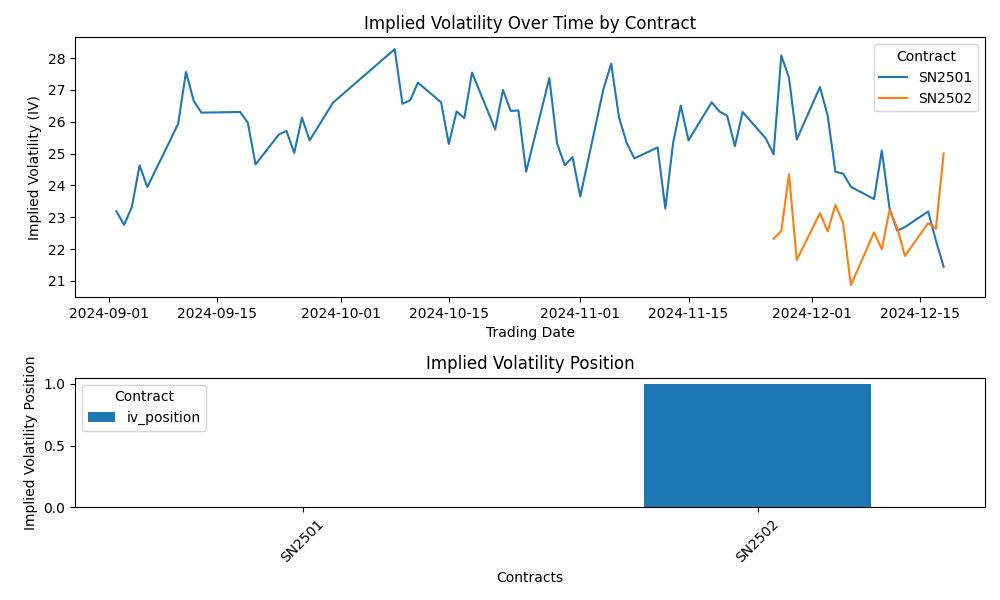 Implied Volatility Over Time by Contract
Implied Volatility (IV)
28
27
26
25
24
23
22
21
Contract
SN2501
SN2502
2024-09-01 2024-09-15 2024-10-01 2024-10-15 2024-11-01 2024-11-15 2024-12-01 2024-12-15
Trading Date
Implied Volatility Position
Implied Volatility Position
1.0
0.5
0.0
Contract
iv_position
SN2501 SN2502
Contracts